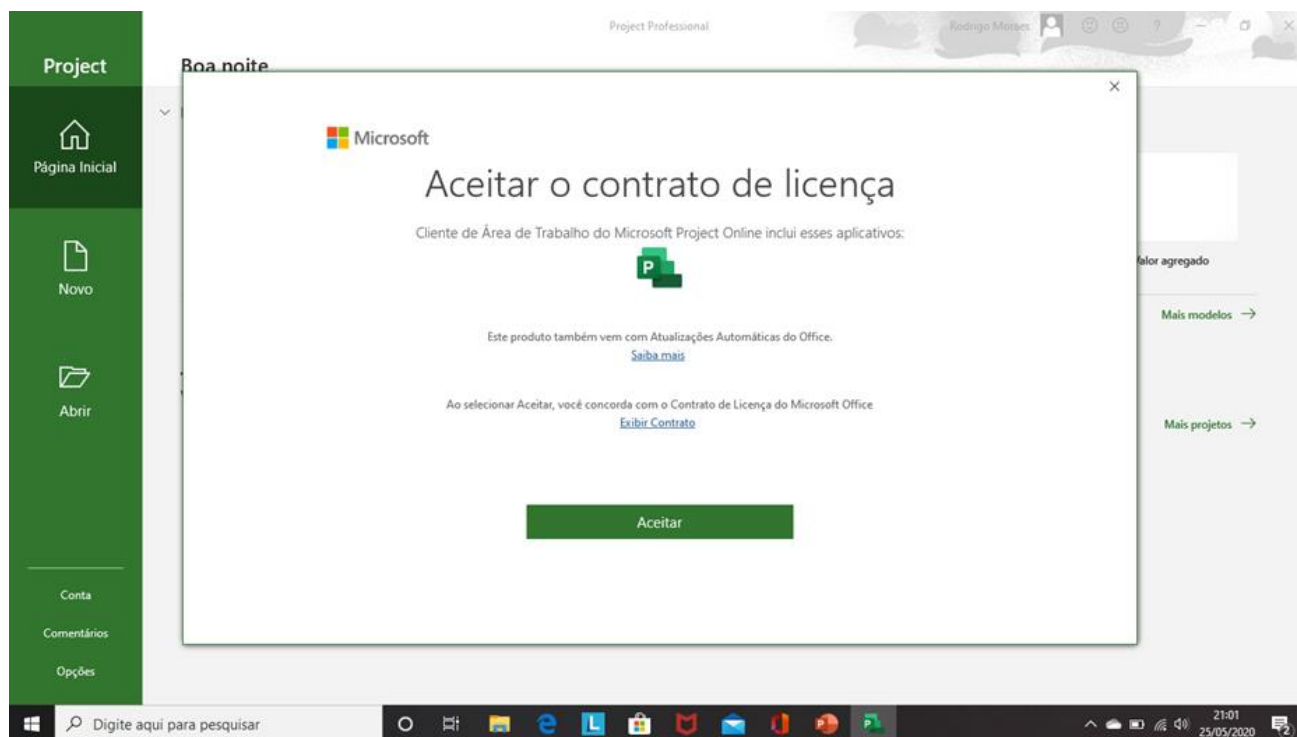 Project Professional
Rodrigo Moraes
?
Project
Boa noite
Página Inicial
Novo
Abrir
Conta
Comentários
Opções
Microsoft
Aceitar o contrato de licença
Cliente de Área de Trabalho do Microsoft Project Online inclui esses aplicativos:
P
Este produto também vem com Atualizações Automáticas do Office.
Saiba mais
Ao selecionar Aceitar, você concorda com o Contrato de Licença do Microsoft Office
Exibir Contrato
Aceitar
Valor agregado
Mais modelos
Mais projetos
Digite aqui para pesquisar
L
21:01
25/05/2020
2